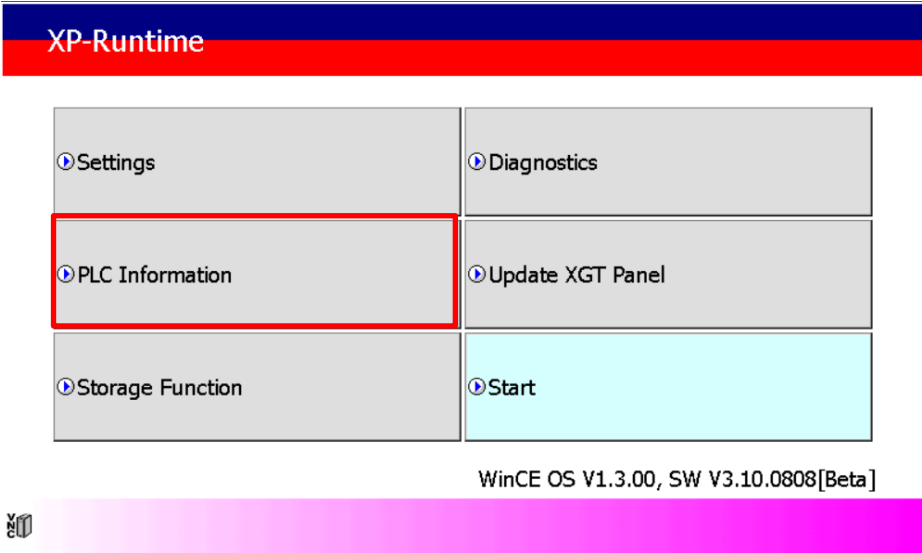 XP-Runtime
Settings
Diagnostics
PLC Information
Update XGT Panel
Storage Function
Start
WinCE OS V1.3.00, SW V3.10.0808[Beta]
VNC